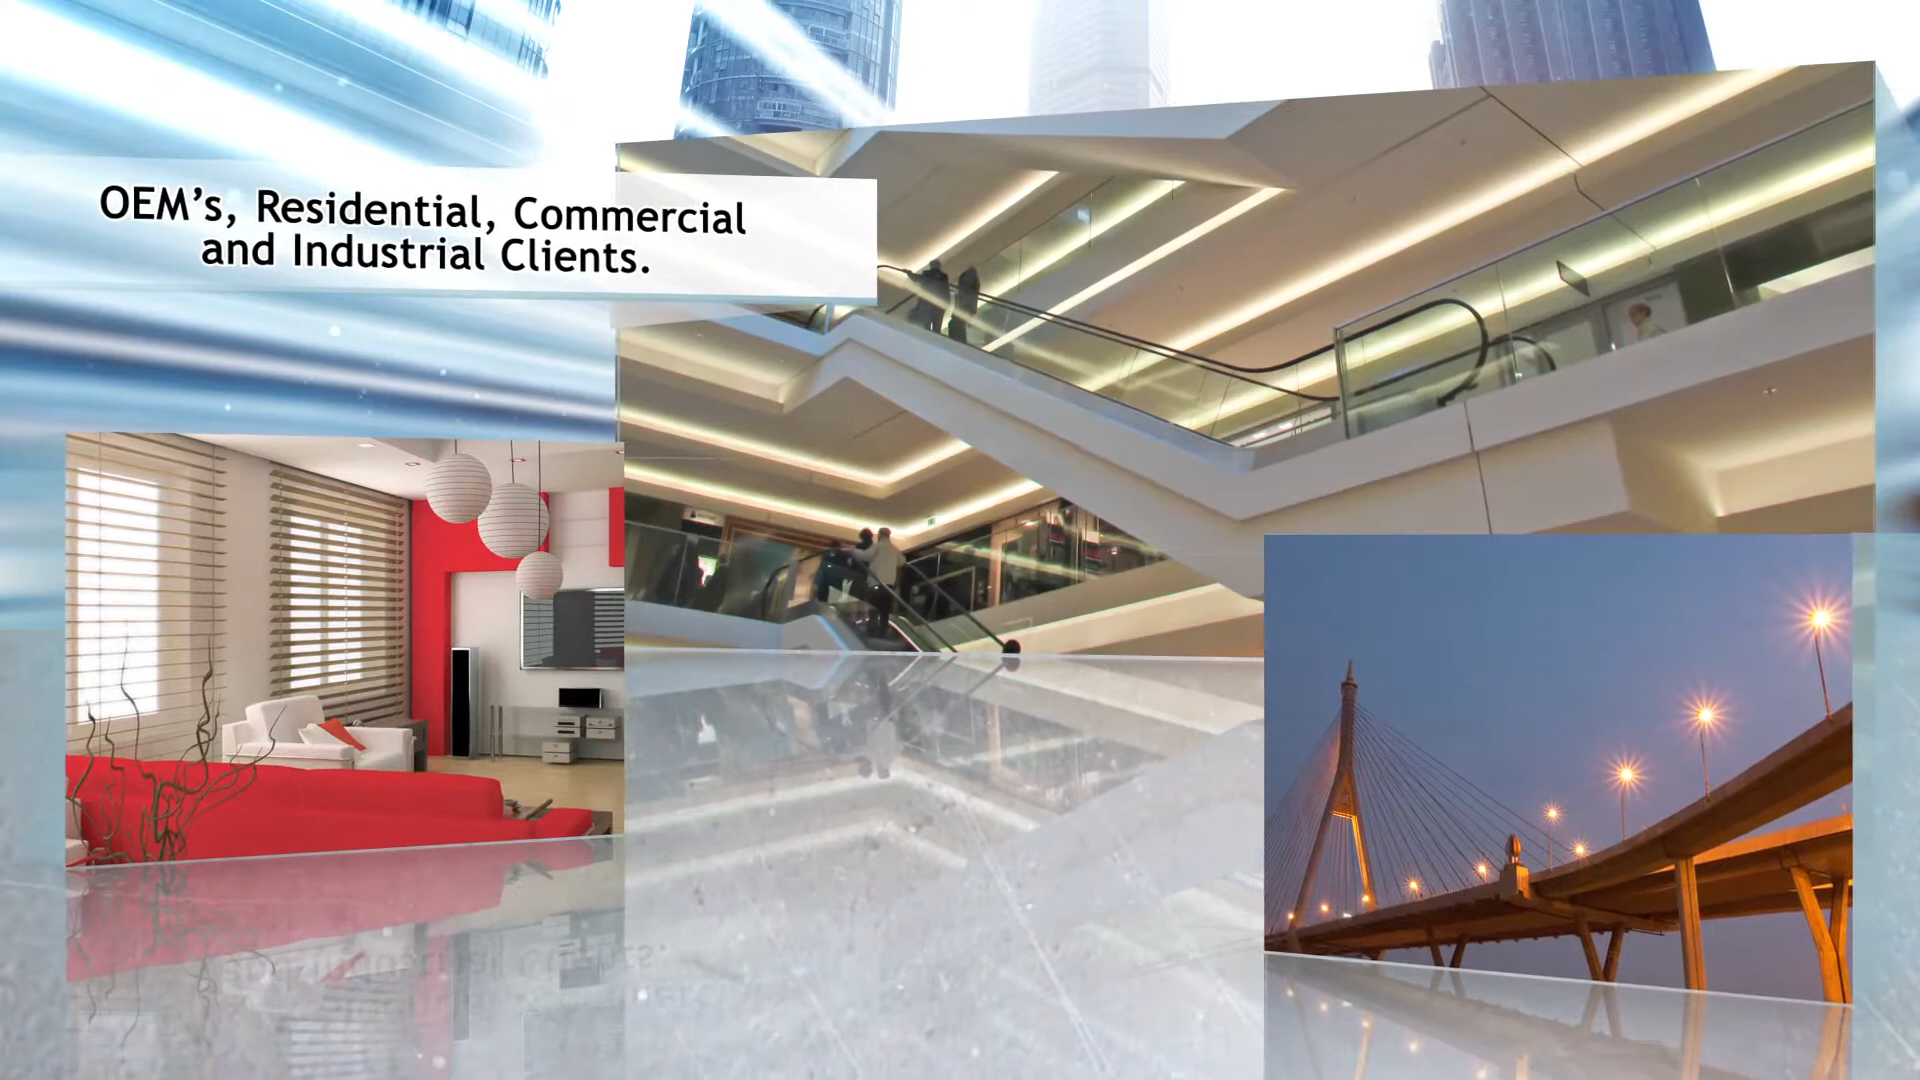 OEM’s, Residential, Commercial
and Industrial Clients.